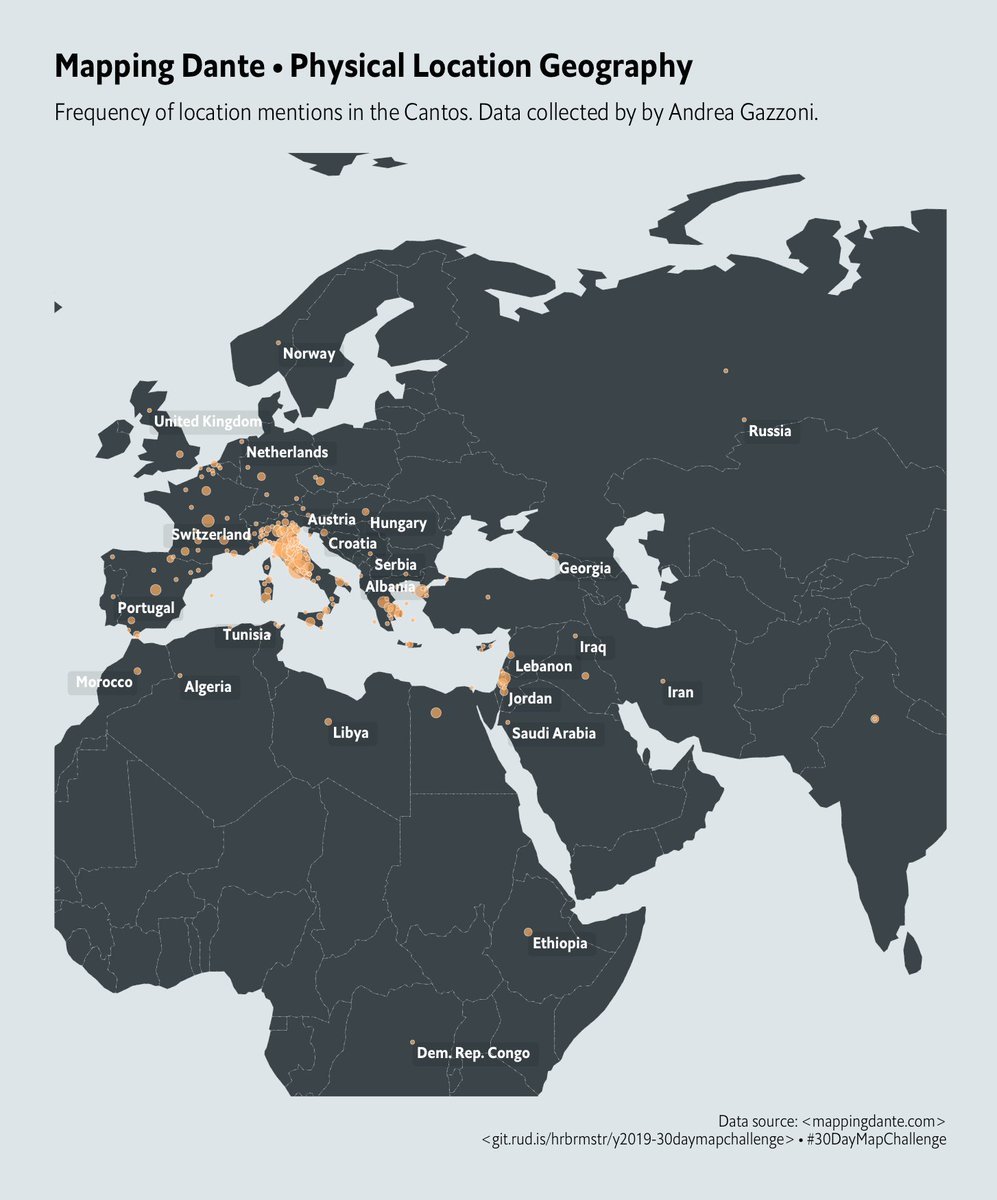 Mapping Dante • Physical Location Geography
Frequency of location mentions in the Cantos. Data collected by by Andrea Gazzoni.
Norway
United Kingdom
Russia
Netherlands
Austria
Hungary
Switzerland
Croatia
Serbia
Georgia
Albania
Portugal
Tunisia
Iraq
Lebanon
Morocco
Algeria
Iran
Jordan
Libya
Saudi Arabia
Ethiopia
Dem. Rep. Congo
Data source: <mappingdante.com>
<git.rud.is/hrbrmstr/y2019-30daymapchallenge> • #30DayMapChallenge